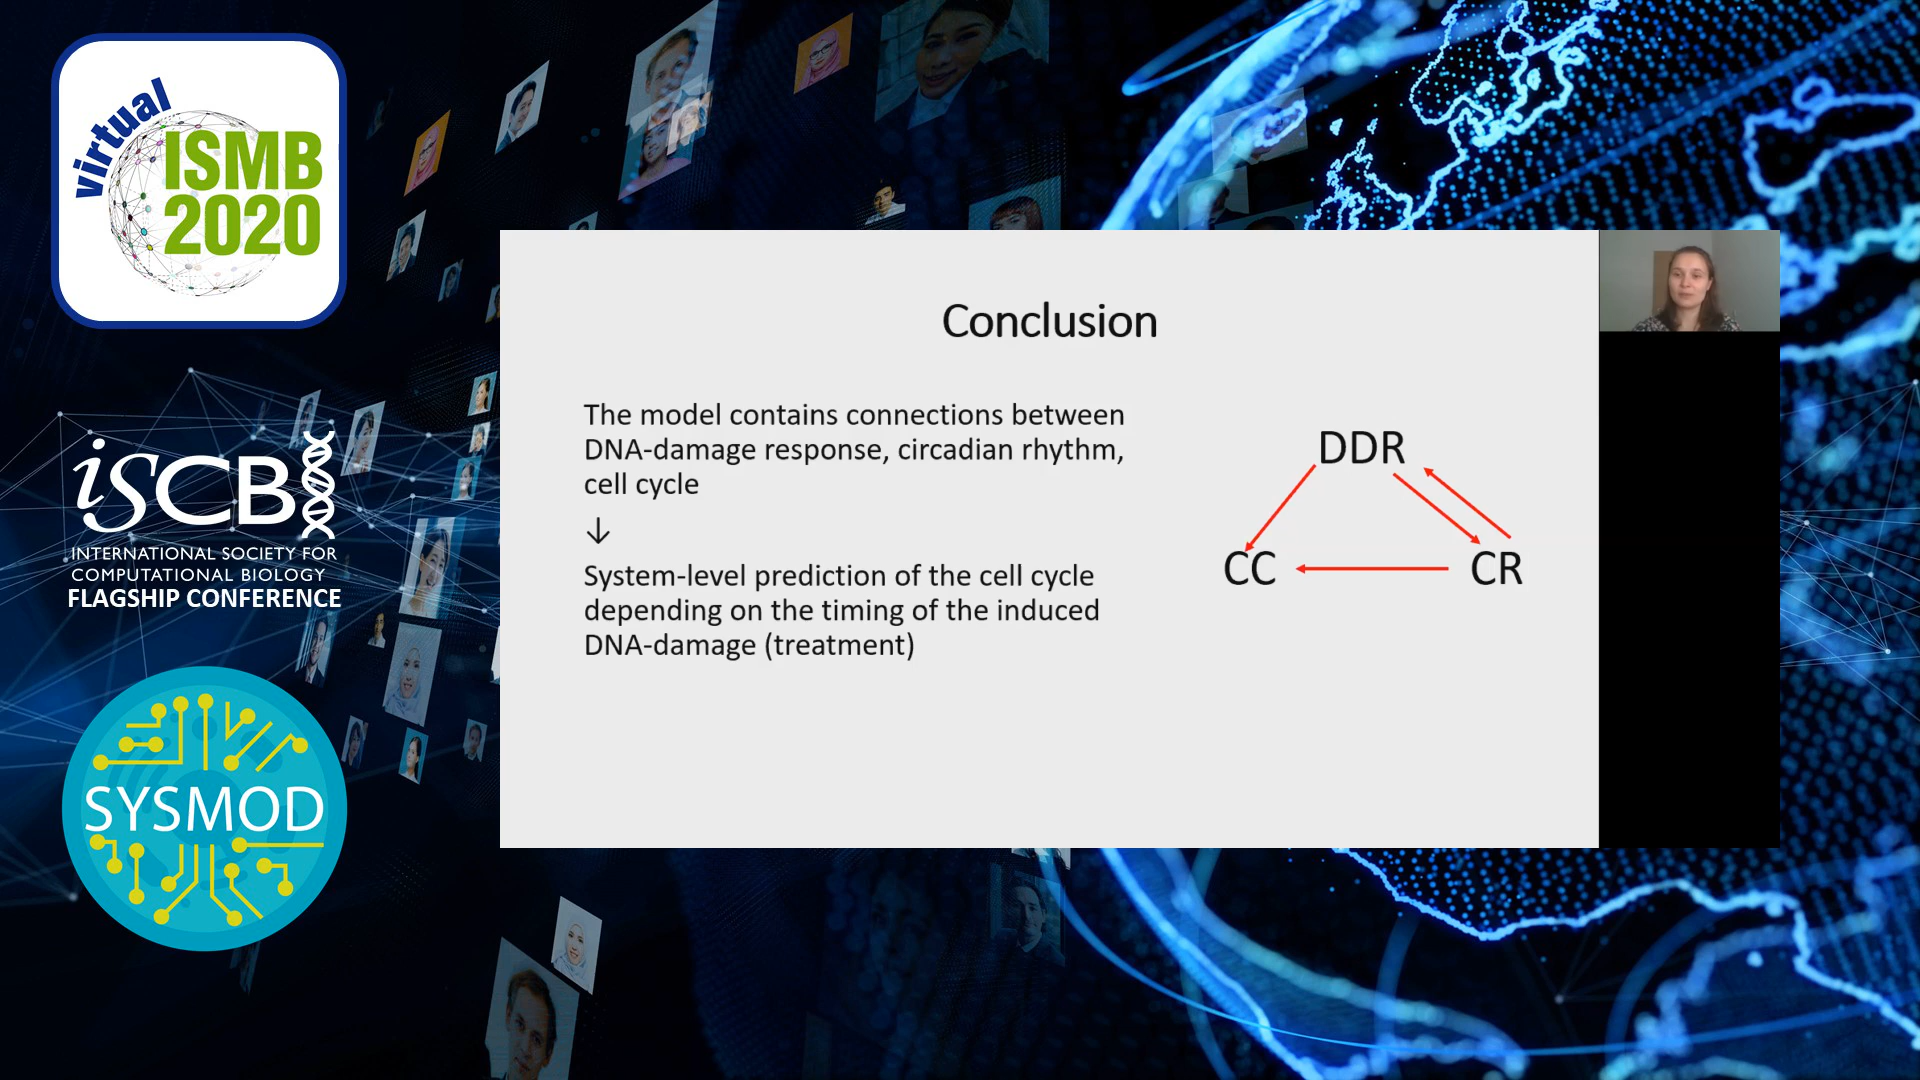 virtual
ISMB
2020
iSCB
INTERNATIONAL SOCIETY FOR
COMPUTATIONAL BIOLOGY
FLAGSHIP CONFERENCE
SYSMOD
Conclusion
The model contains connections between
DNA-damage response, circadian rhythm,
cell cycle
↓
System-level prediction of the cell cycle
depending on the timing of the induced
DNA-damage (treatment)
DDR
CC
CR